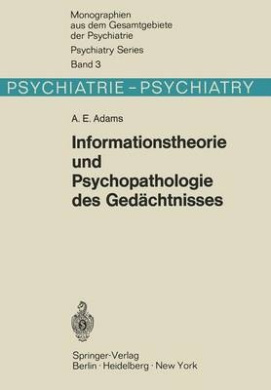 Monographien
aus dem Gesamtgebiete
der Psychiatrie
Psychiatry Series
Band 3
PSYCHIATRIE – PSYCHIATRY
A. E. Adams
Informationstheorie
und
Psychopathologie
des Gedächtnisses
Springer-Verlag
Berlin · Heidelberg · New York